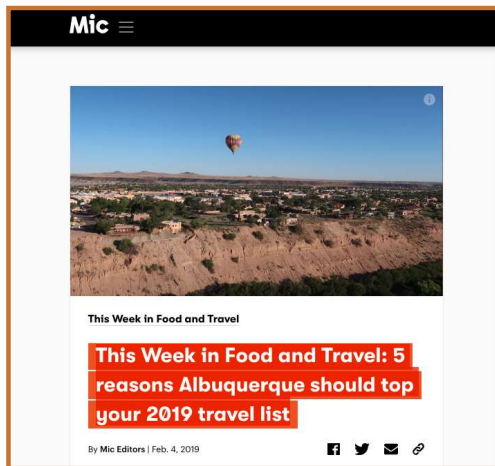 Mic
This Week in Food and Travel
This Week in Food and Travel: 5
reasons Albuquerque should top
your 2019 travel list
By Mic Editors | Feb. 4, 2019